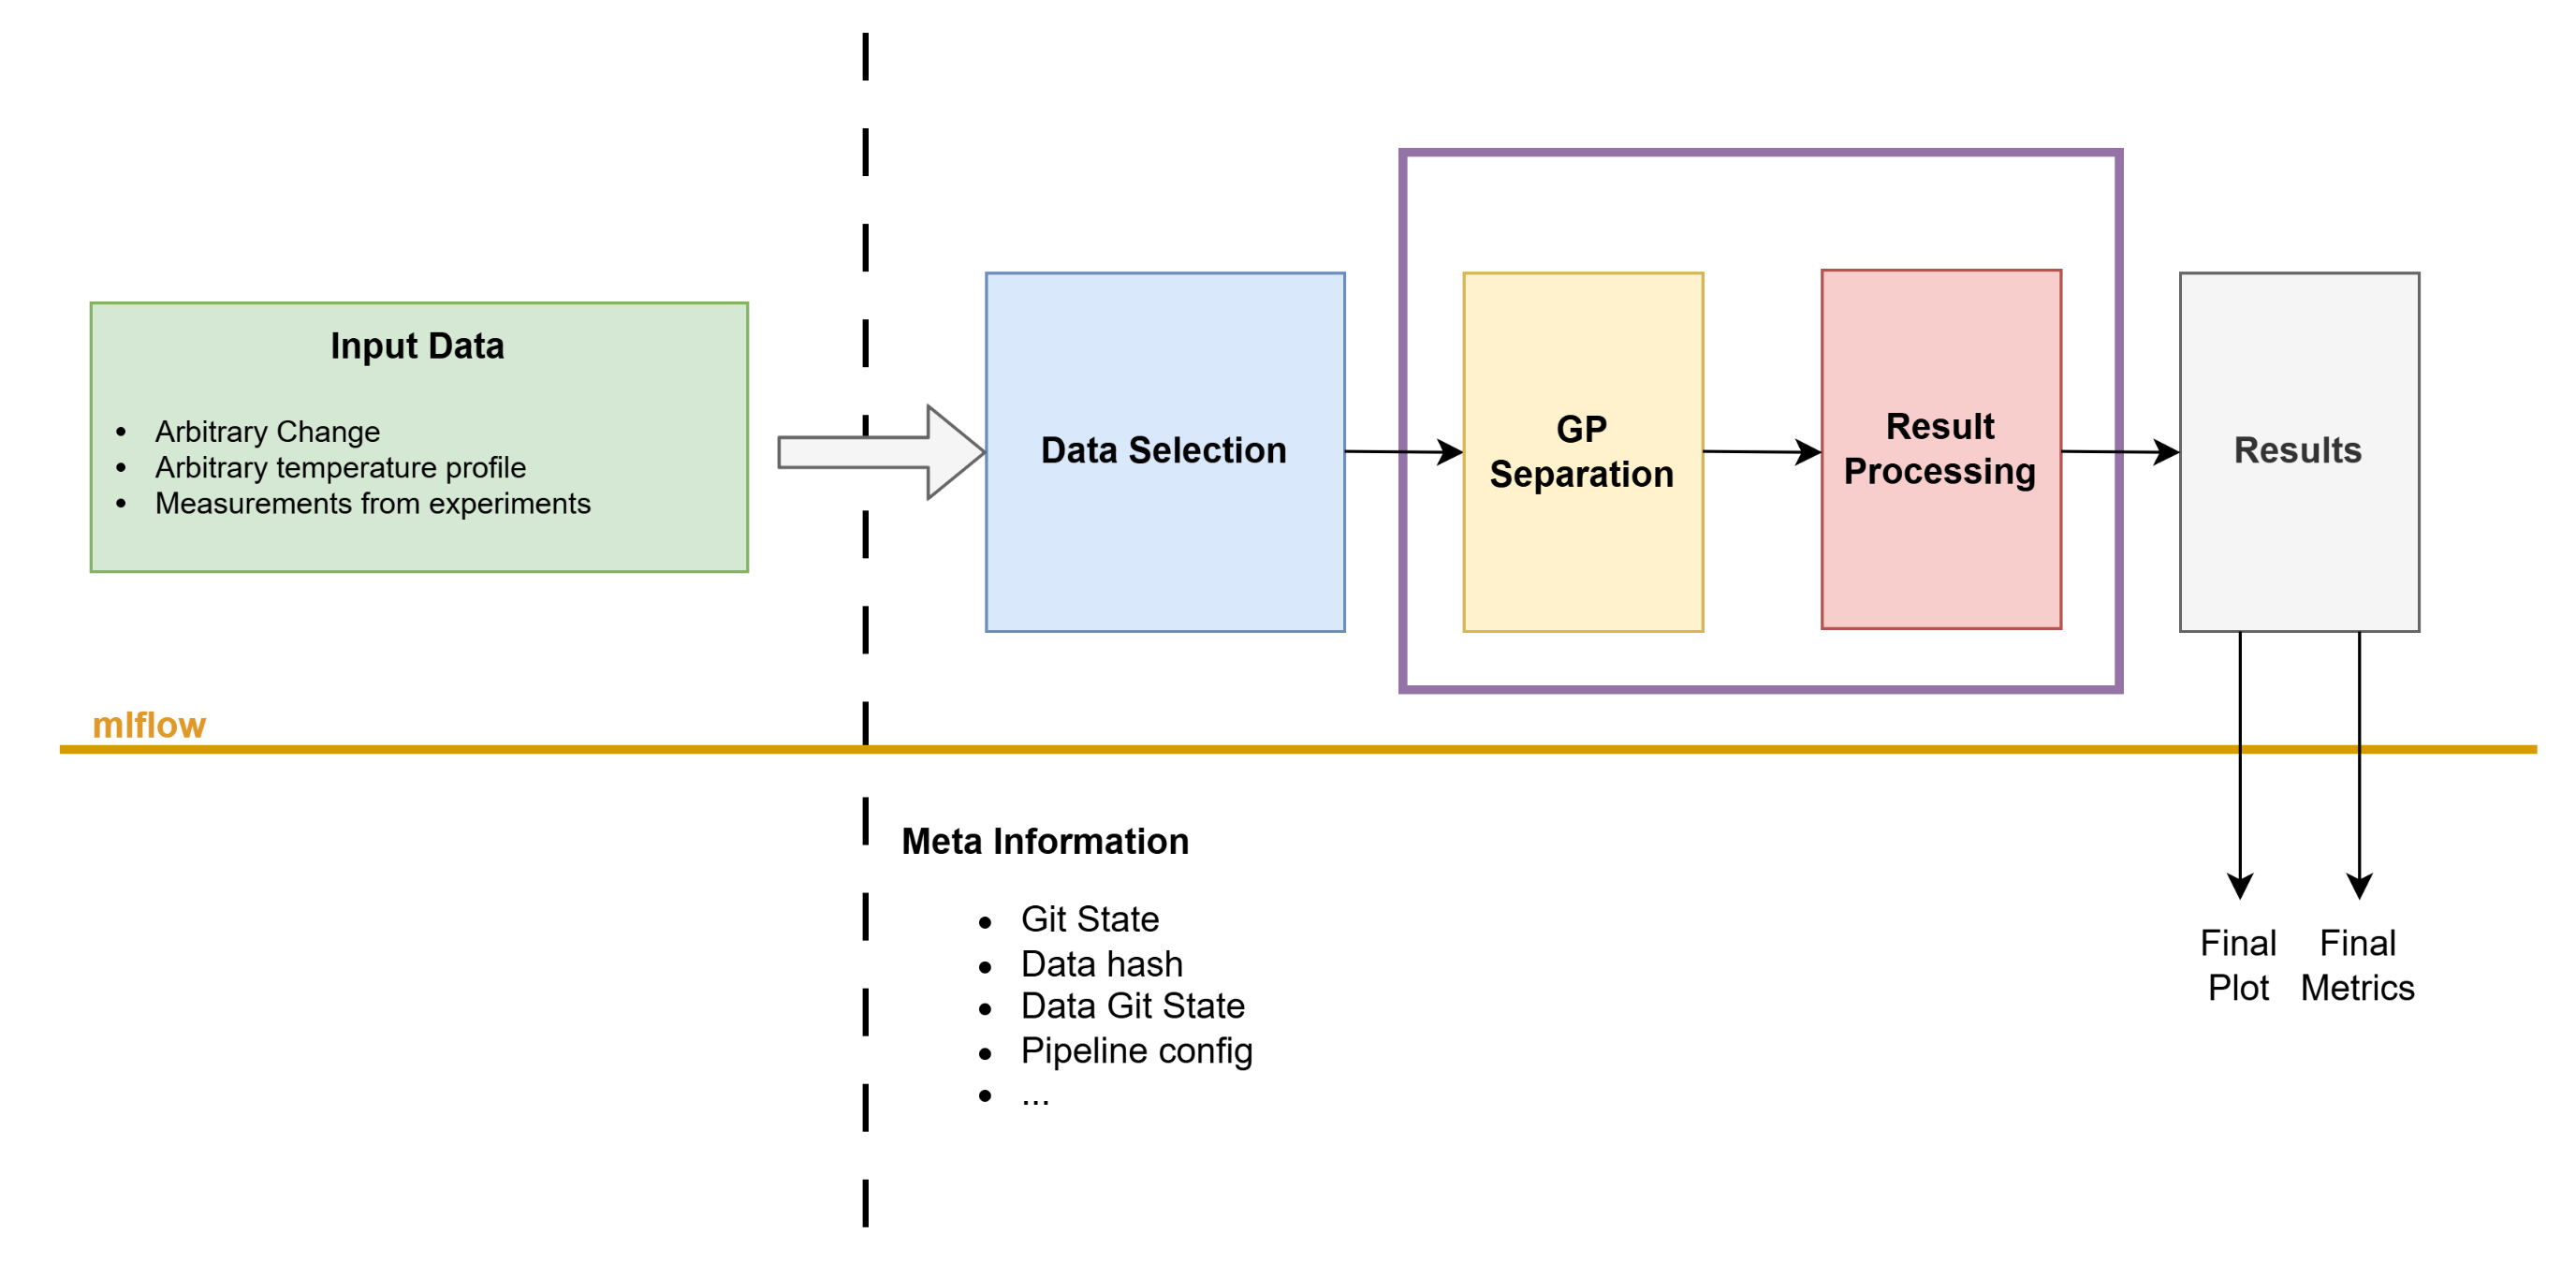 Input Data
• Arbitrary Change
• Arbitrary temperature profile
• Measurements from experiments
Data Selection
GP
Separation
Result
Processing
Results
mlflow
Meta Information
• Git State
• Data hash
• Data Git State
• Pipeline config
• ...
Final
Plot
Final
Metrics